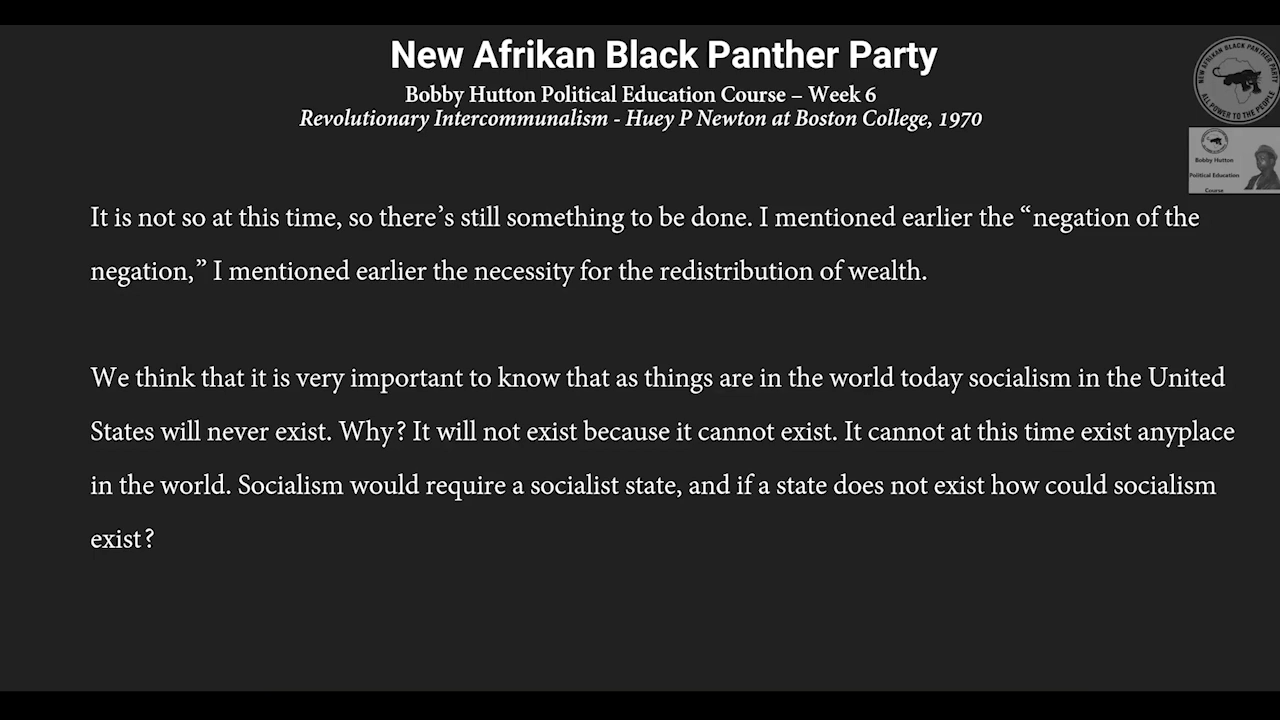 New Afrikan Black Panther Party
Bobby Hutton Political Education Course – Week 6
Revolutionary Intercommunalism - Huey P Newton at Boston College, 1970
NEW AFRIKAN BLACK PANTHER PARTY
ALL POWER TO THE PEOPLE
Bobby Hutton
Political Education
Course
It is not so at this time, so there’s still something to be done. I mentioned earlier the “negation of the
negation,” I mentioned earlier the necessity for the redistribution of wealth.
We think that it is very important to know that as things are in the world today socialism in the United
States will never exist. Why? It will not exist because it cannot exist. It cannot at this time exist anyplace
in the world. Socialism would require a socialist state, and if a state does not exist how could socialism
exist?